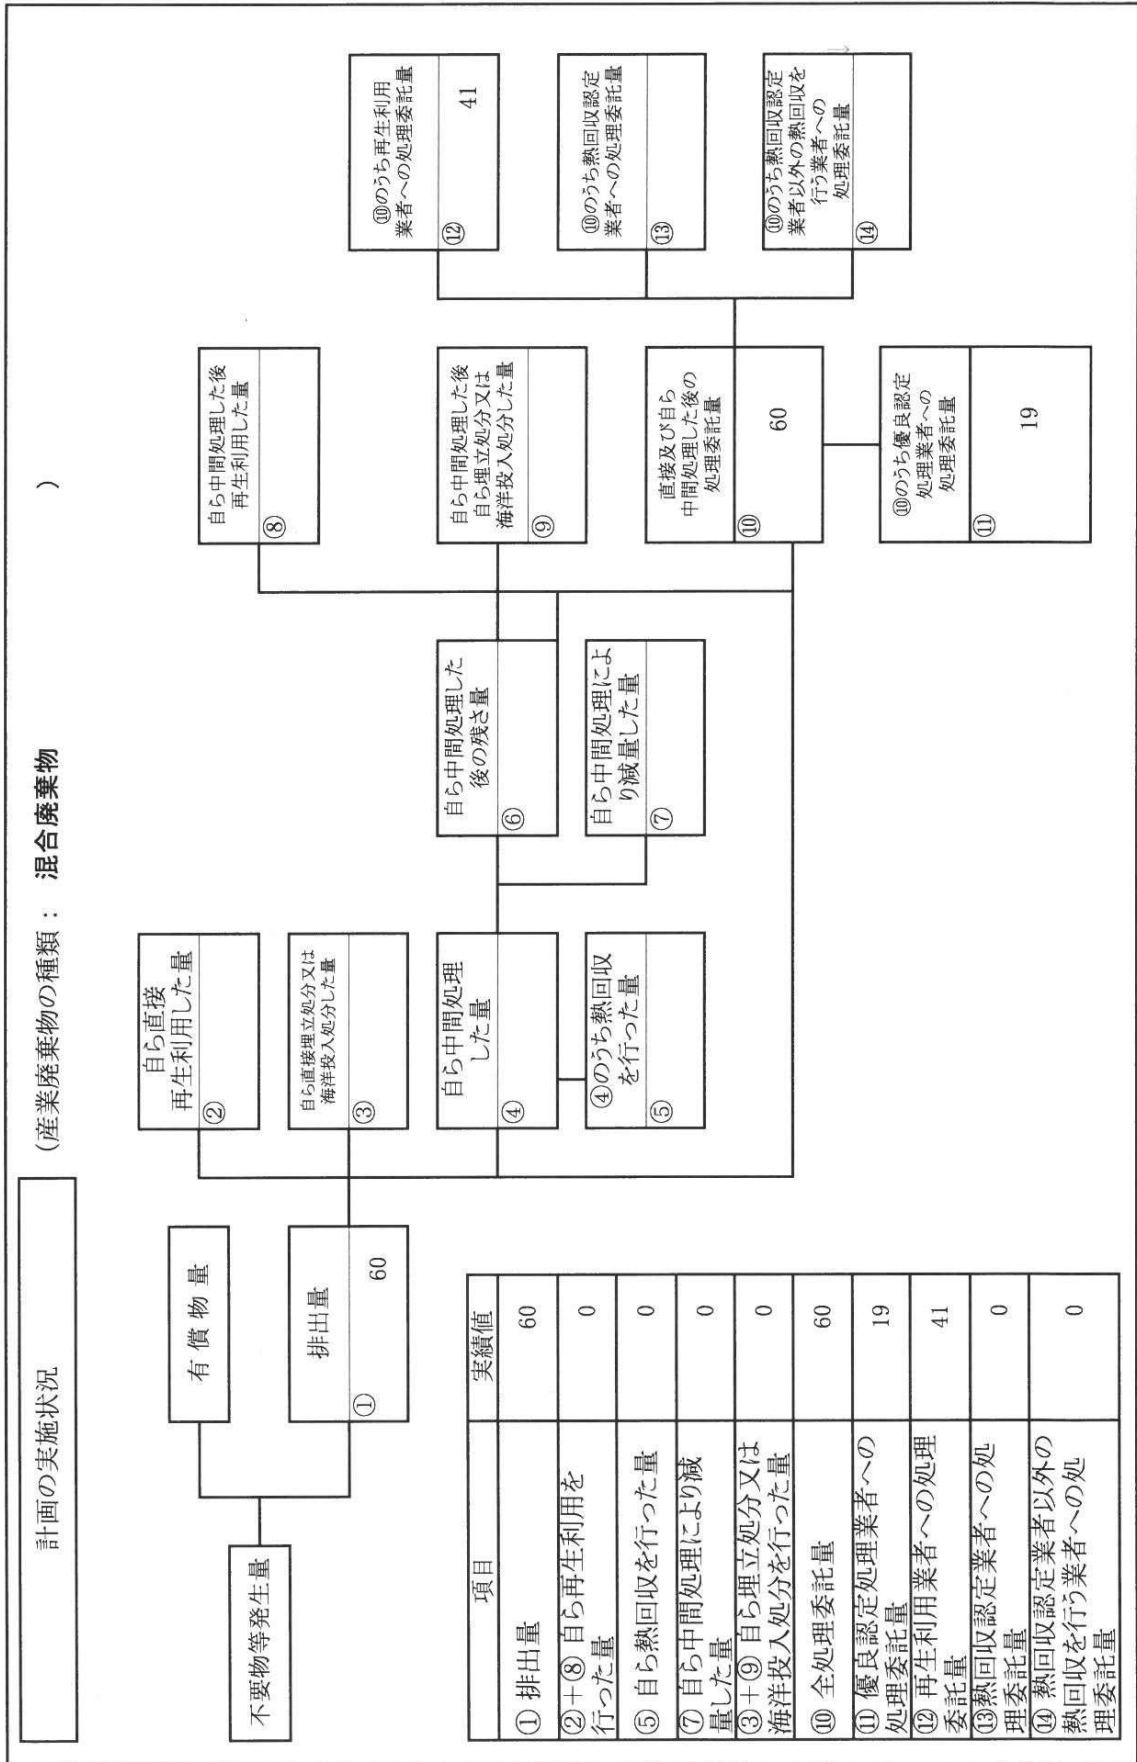 計画の実施状況
(産業廃棄物の種類： 混合廃棄物 )
不要物等発生量
有償物量
排出量
① 60
自ら直接
再生利用した量
②
自ら直接埋立処分又は
海洋投入処分した量
③
自ら中間処理
した量
④
④のうち熱回収
を行った量
⑤
自ら中間処理した
後の残さ量
⑥
自ら中間処理によ
り減量した量
⑦
自ら中間処理した後
再生利用した量
⑧
自ら中間処理した後
自ら埋立処分又は
海洋投入処分した量
⑨
直接及び自ら
中間処理した後の
処理委託量
⑩ 60
⑩のうち優良認定
処理業者への
処理委託量
⑪ 19
⑩のうち再生利用
業者への処理委託量
⑫ 41
⑩のうち熱回収認定
業者への処理委託量
⑬
⑩のうち熱回収認定
業者以外の熱回収を
行う業者への
処理委託量
⑭
項目 実績値
① 排出量 60
②＋⑧ 自ら再生利用を
行った量 0
⑤ 自ら熱回収を行った量 0
⑦ 自ら中間処理により減
量した量 0
③＋⑨ 自ら埋立処分又は
海洋投入処分を行った量 0
⑩ 全処理委託量 60
⑪ 優良認定処理業者への
処理委託量 19
⑫ 再生利用業者への処理
委託量 41
⑬熱回収認定業者への処
理委託量 0
⑭ 熱回収認定業者以外の
熱回収を行う業者への処
理委託量 0